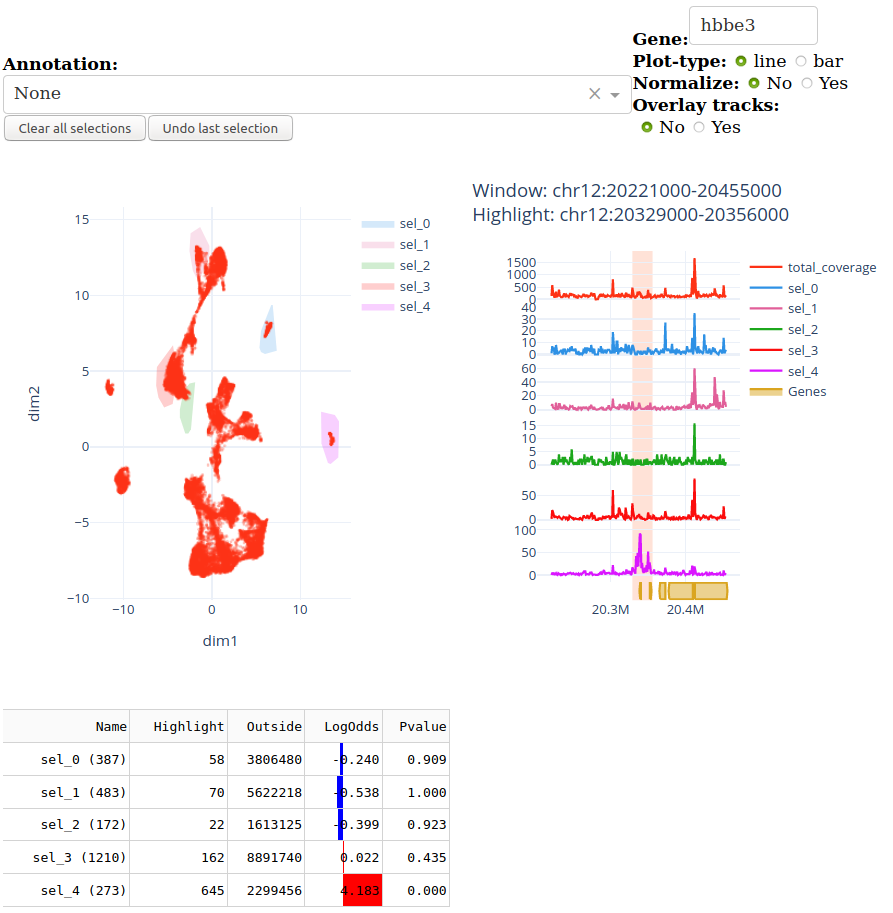 Gene: hbbe3
Annotation:
Plot-type: line bar
None
Normalize: No Yes
Overlay tracks:
Clear all selections Undo last selection
No Yes
Window: chr12:20221000-20455000
Highlight: chr12:20329000-20356000
15
10
5
0
−5
−10
−10 0 10
dim1
dim2
sel_0
sel_1
sel_2
sel_3
sel_4
1500
1000
500
0
40
30
20
10
0
60
40
20
0
15
10
5
0
50
0
100
50
0
20.3M 20.4M
total_coverage
sel_0
sel_1
sel_2
sel_3
sel_4
Genes
Name Highlight Outside LogOdds Pvalue
sel_0 (387) 58 3806480 -0.240 0.909
sel_1 (483) 70 5622218 -0.538 1.000
sel_2 (172) 22 1613125 -0.399 0.923
sel_3 (1210) 162 8891740 0.022 0.435
sel_4 (273) 645 2299456 4.183 0.000